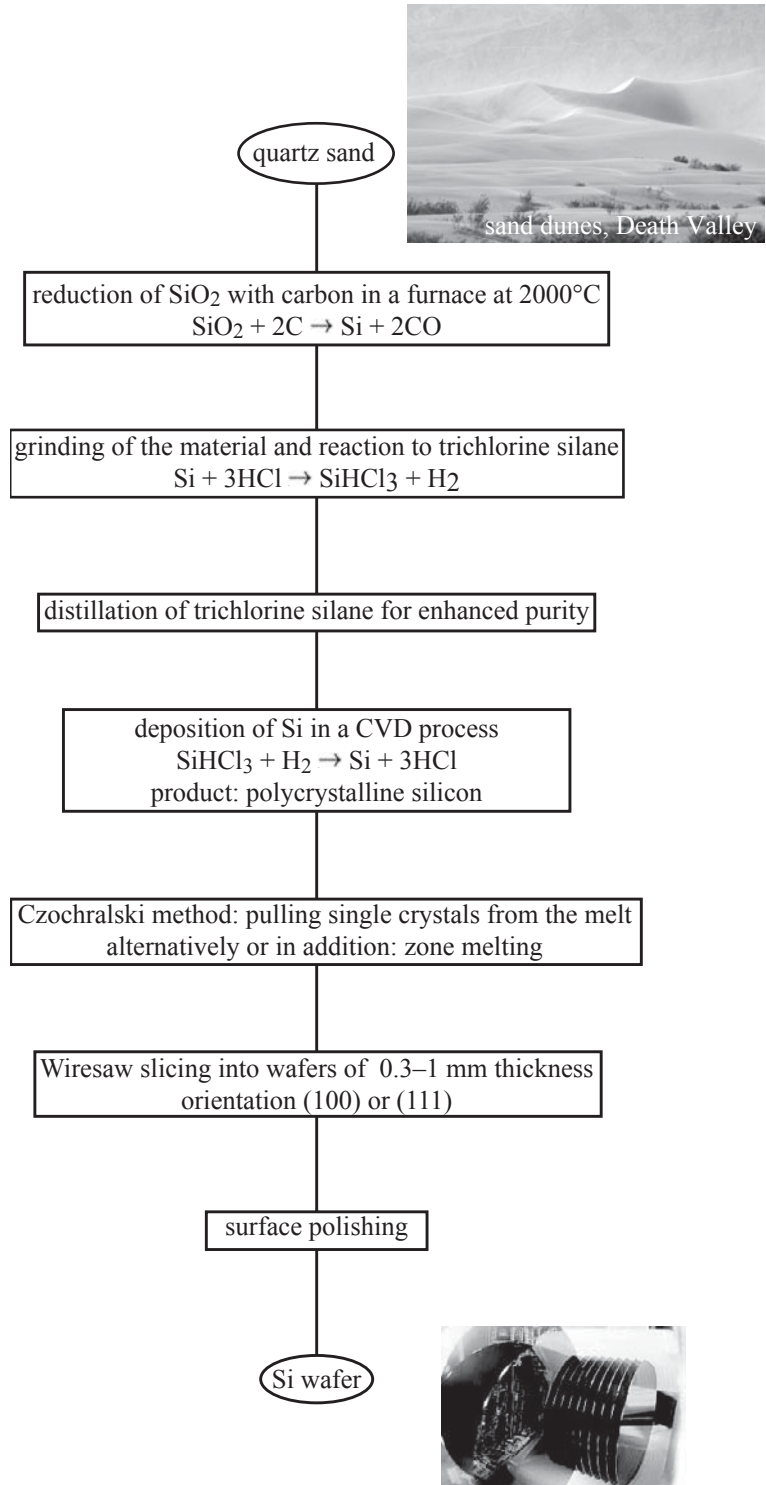 quartz sand
sand dunes, Death Valley
reduction of SiO₂ with carbon in a furnace at 2000°C
SiO₂ + 2C → Si + 2CO
grinding of the material and reaction to trichlorine silane
Si + 3HCl → SiHCl₃ + H₂
distillation of trichlorine silane for enhanced purity
deposition of Si in a CVD process
SiHCl₃ + H₂ → Si + 3HCl
product: polycrystalline silicon
Czochralski method: pulling single crystals from the melt
alternatively or in addition: zone melting
Wiresaw slicing into wafers of 0.3–1 mm thickness
orientation (100) or (111)
surface polishing
Si wafer